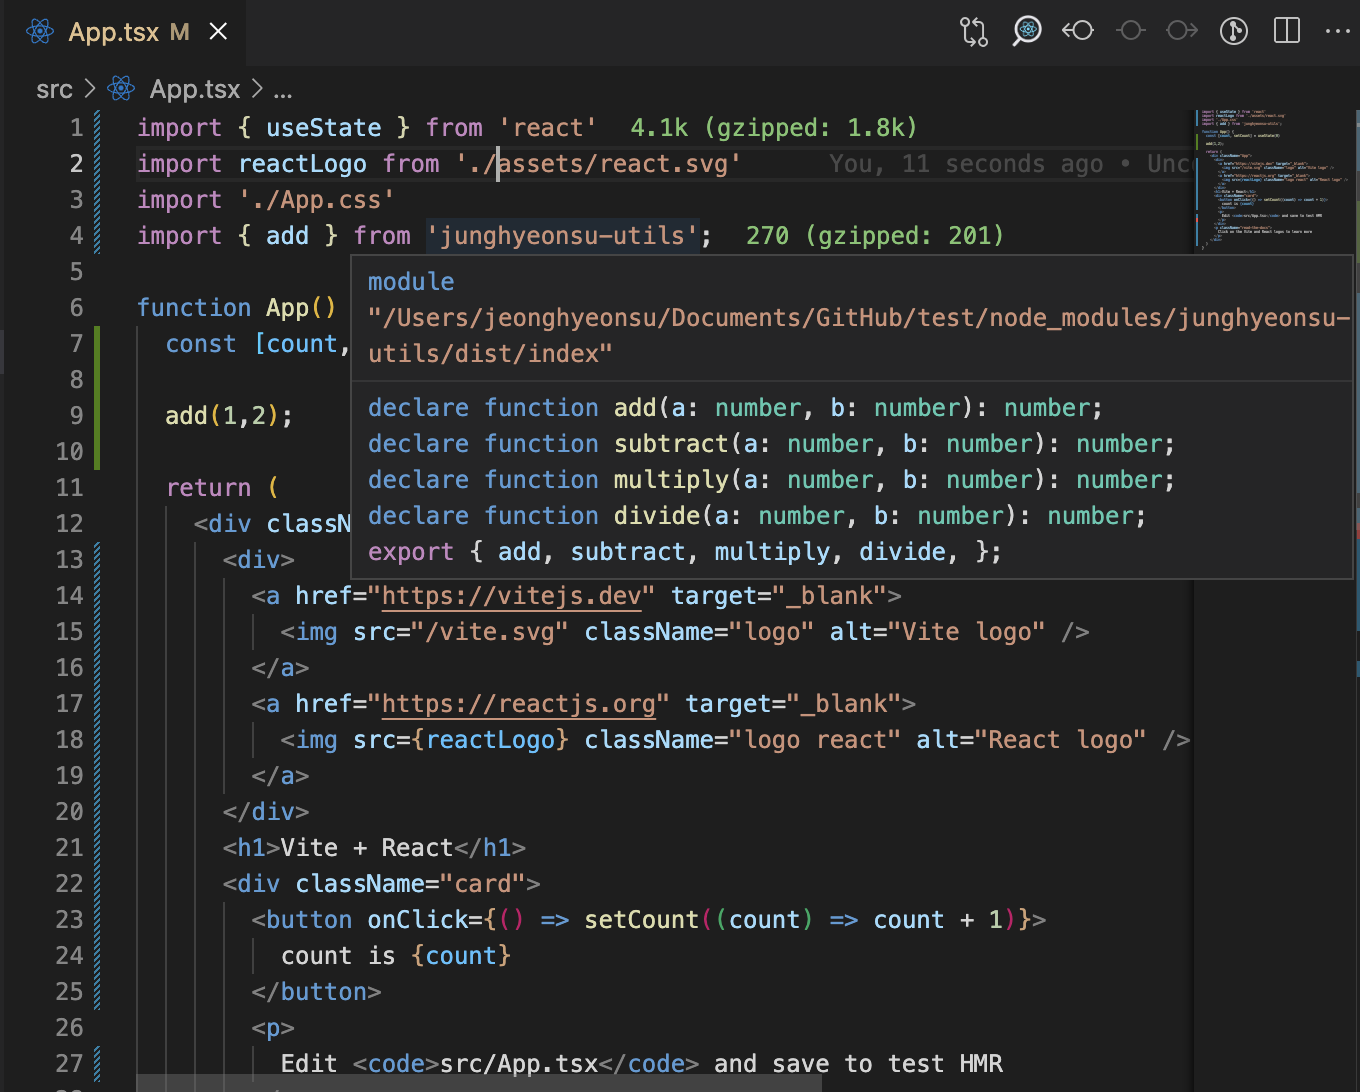 App.tsx M
src > App.tsx > ...
1 import { useState } from 'react' 4.1k (gzipped: 1.8k)
2 import reactLogo from './assets/react.svg' You, 11 seconds ago • Unc
3 import './App.css'
4 import { add } from 'junghyeonsu-utils'; 270 (gzipped: 201)
5
module
6 function App()
"/Users/jeonghyeonsu/Documents/GitHub/test/node_modules/junghyeonsu-
7 const [count,
utils/dist/index"
8
9 add(1,2);
declare function add(a: number, b: number): number;
10
declare function subtract(a: number, b: number): number;
11 return (
declare function multiply(a: number, b: number): number;
12 <div classN
declare function divide(a: number, b: number): number;
13 <div>
export { add, subtract, multiply, divide, };
14 <a href="https://vitejs.dev" target="_blank">
15 <img src="/vite.svg" className="logo" alt="Vite logo" />
16 </a>
17 <a href="https://reactjs.org" target="_blank">
18 <img src={reactLogo} className="logo react" alt="React logo" />
19 </a>
20 </div>
21 <h1>Vite + React</h1>
22 <div className="card">
23 <button onClick={() => setCount((count) => count + 1)}>
24 count is {count}
25 </button>
26 <p>
27 Edit <code>src/App.tsx</code> and save to test HMR